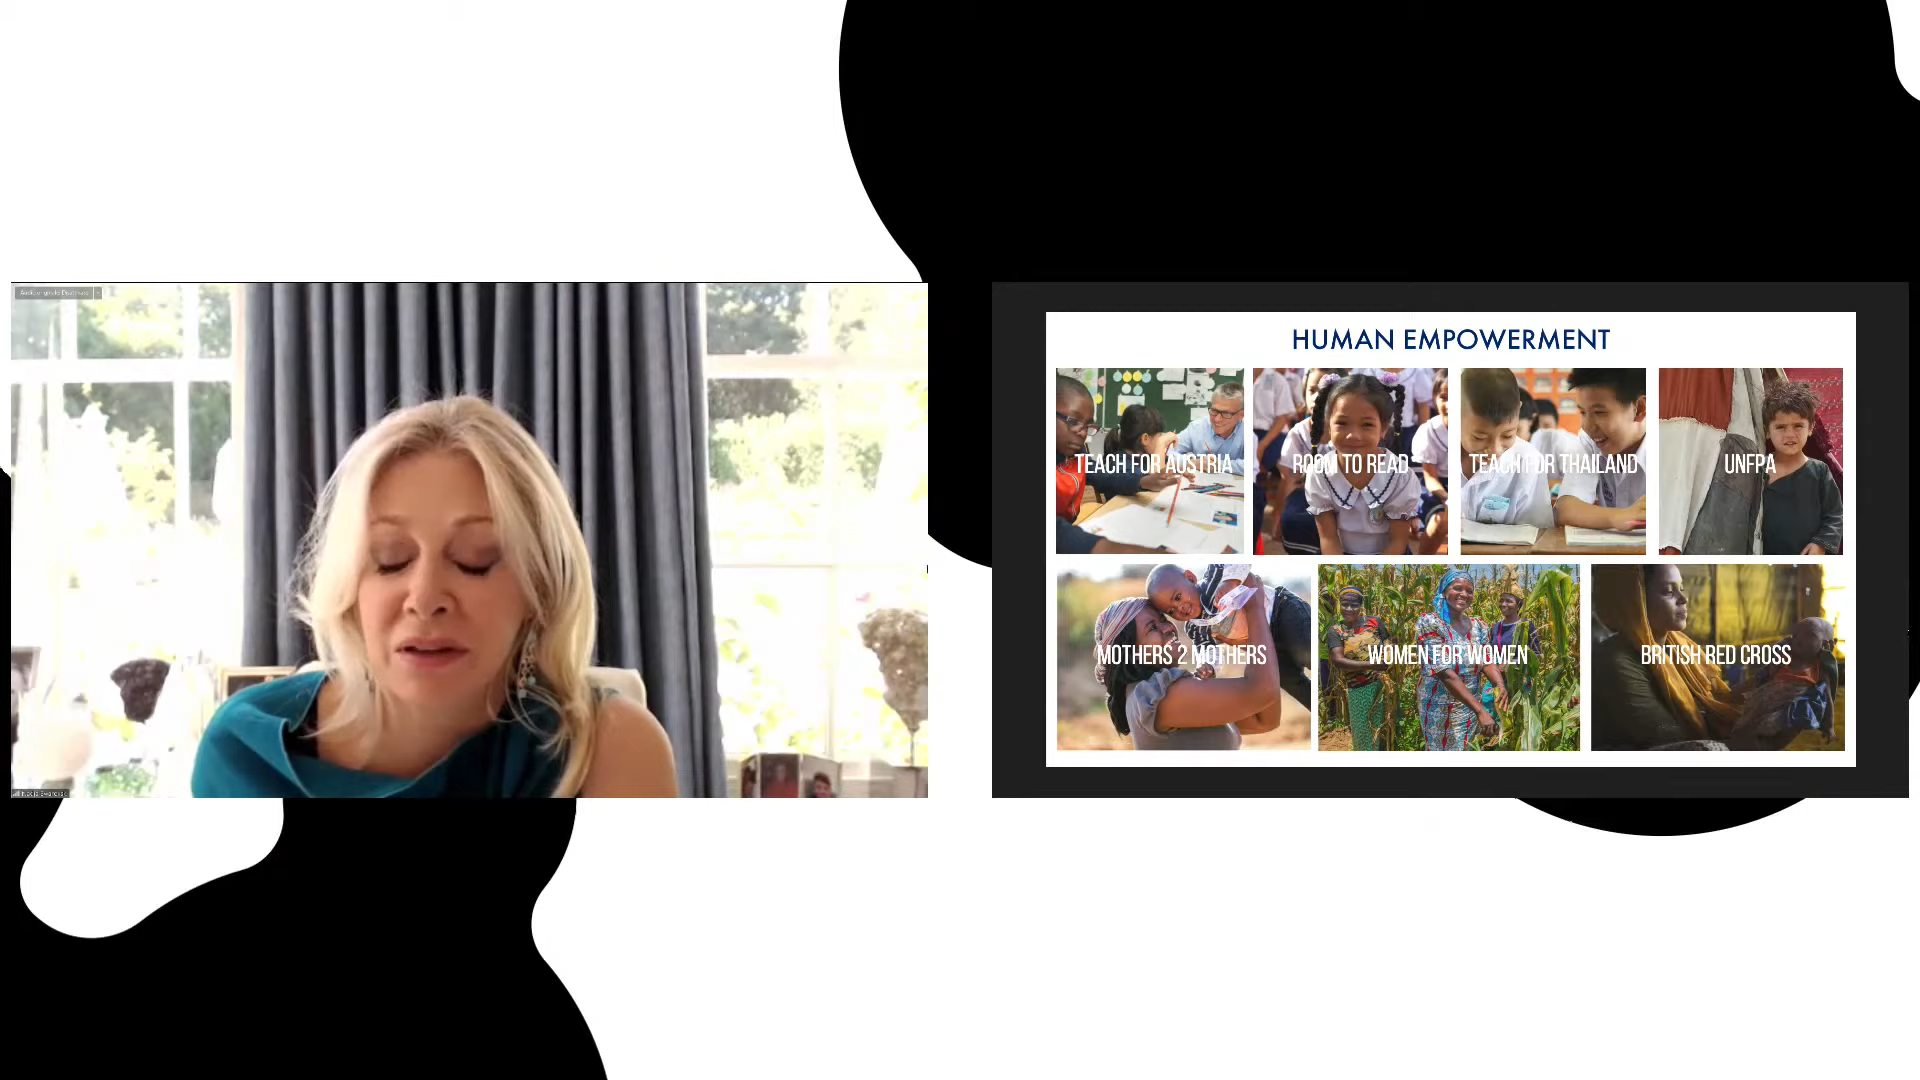 HUMAN EMPOWERMENT
TEACH FOR AUSTRIA
ROOM TO READ
TEACH FOR THAILAND
UNFPA
MOTHERS 2 MOTHERS
WOMEN FOR WOMEN
BRITISH RED CROSS